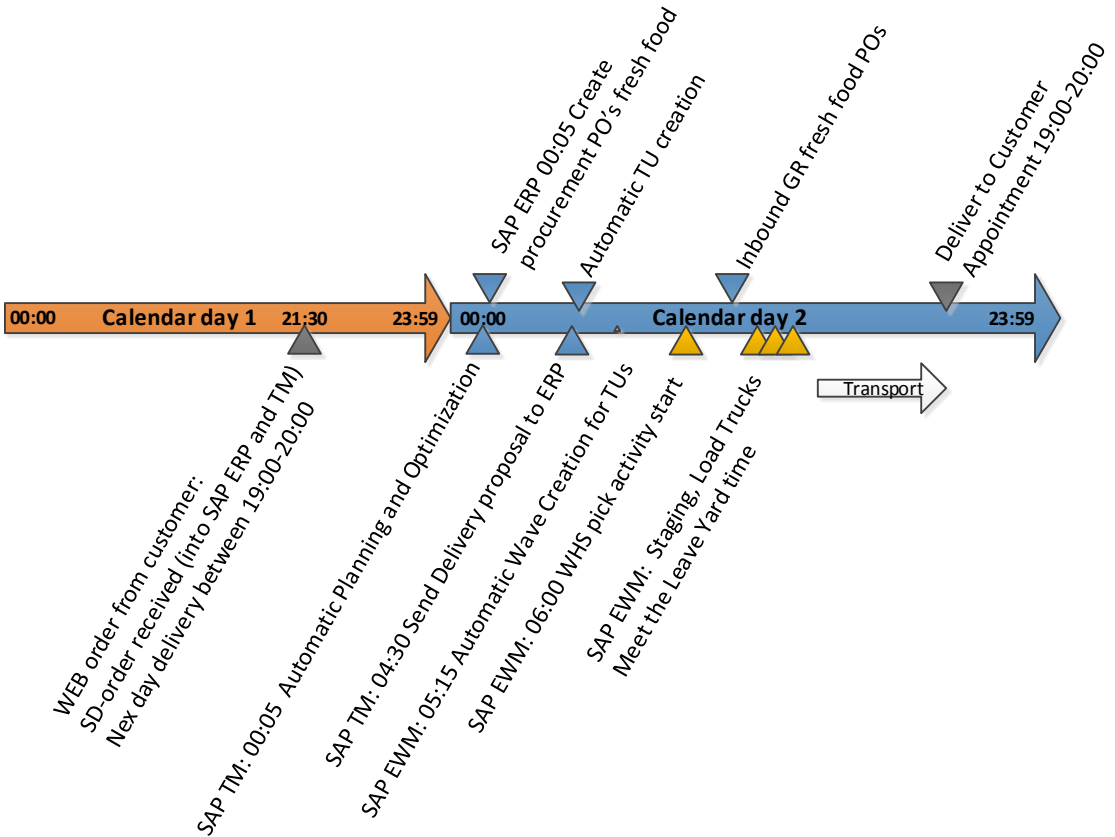 SAP ERP 00:05 Create
procurement PO's fresh food
Automatic TU creation
Inbound GR fresh food POs
Deliver to Customer
Appointment 19:00-20:00
00:00
Calendar day 1
21:30
23:59
00:00
Calendar day 2
23:59
Transport
WEB order from customer:
SD-order received (into SAP ERP and TM)
Nex day delivery between 19:00-20:00
SAP TM: 00:05  Automatic Planning and Optimization
SAP TM: 04:30 Send Delivery proposal to ERP
SAP EWM: 05:15 Automatic Wave Creation for TUs
SAP EWM: 06:00 WHS pick activity start
SAP EWM:  Staging, Load Trucks
Meet the Leave Yard time